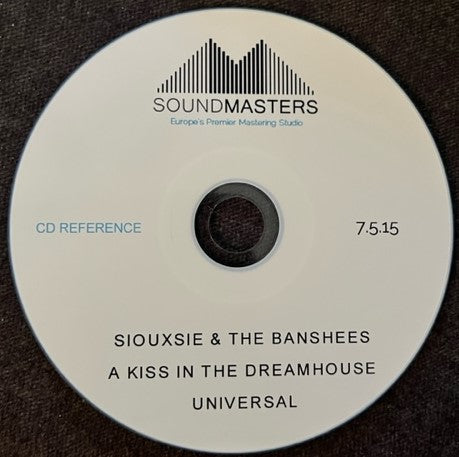 SOUNDMASTERS
Europe's Premier Mastering Studio
CD REFERENCE
7.5.15
SIOUXSIE & THE BANSHEES
A KISS IN THE DREAMHOUSE
UNIVERSAL